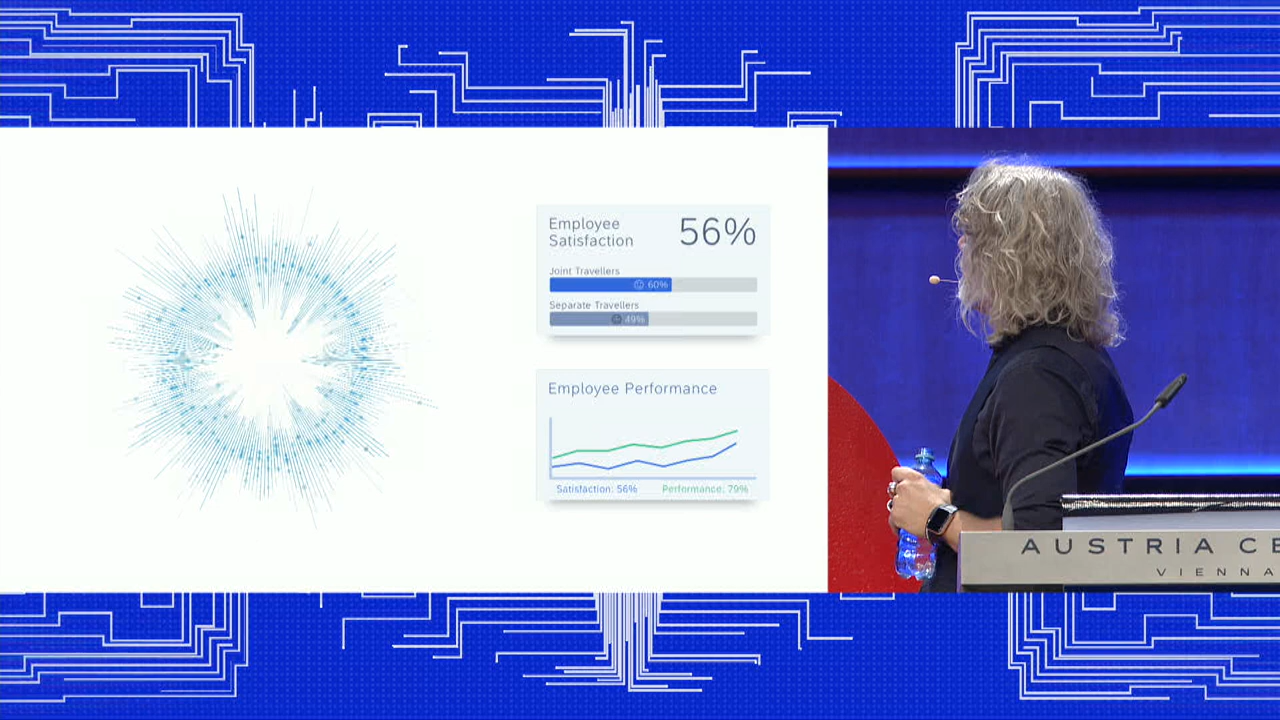 Employee
Satisfaction
56%
Joint Travellers
60%
Separate Travellers
49%
Employee Performance
Satisfaction: 56%
Performance: 79%
AUSTRIA CE
VIENNA